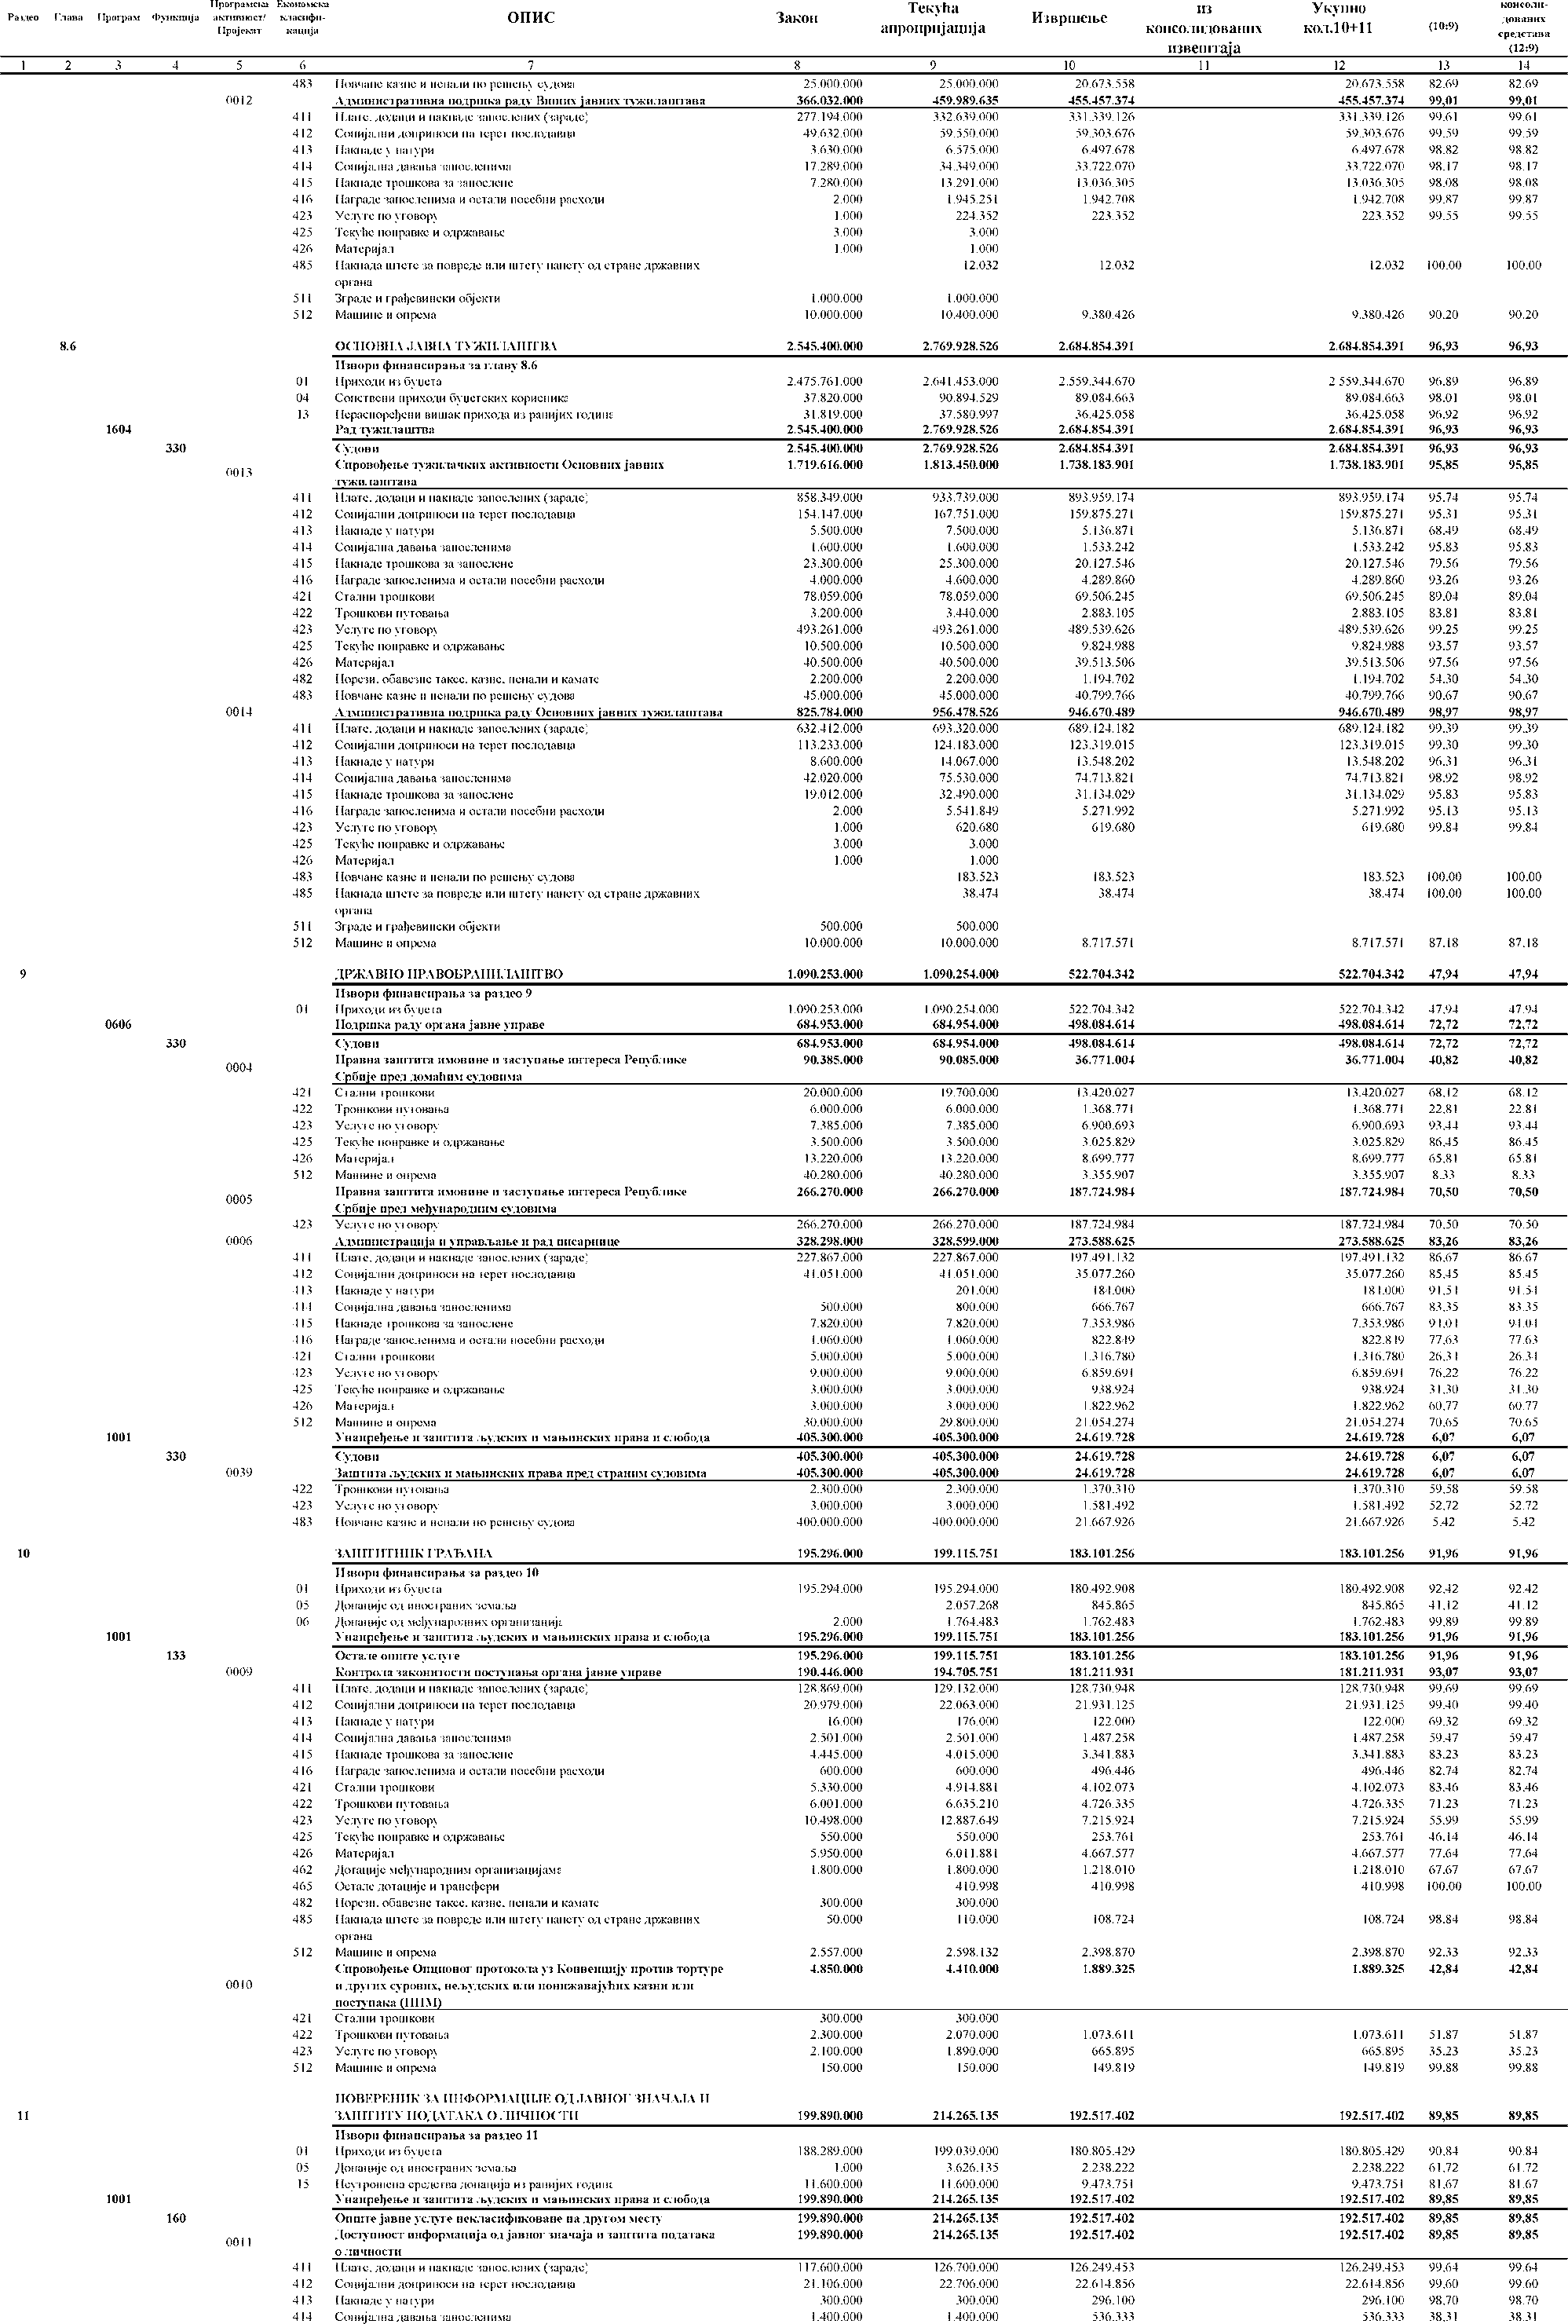 Раздео Глава Програм Функција Програмска активност/ Пројекат Економска класифи- кација ОПИС Закон Текућа апропријација Извршење из консолидованих извештаја Укупно кол.10+11 (10:9) консоли- дованих средстава (12:9)
1 2 3 4 5 6 7 8 9 10 11 12 13 14
483 Новчане казне и пенали по решењу судова 25.000.000 25.000.000 20.673.558 20.673.558 82.69 82.69
0012 Административна подршка раду Виших јавних тужилаштава 366.032.000 459.989.635 455.457.374 455.457.374 99,01 99,01
411 Плате, додаци и накнаде запослених (зараде) 277.194.000 332.639.000 331.339.126 331.339.126 99.61 99.61
412 Социјални доприноси на терет послодавца 49.632.000 59.550.000 59.303.676 59.303.676 99.59 99.59
413 Накнаде у натури 3.630.000 6.575.000 6.497.678 6.497.678 98.82 98.82
414 Социјална давања запосленима 17.289.000 34.349.000 33.722.070 33.722.070 98.17 98.17
415 Накнаде трошкова за запослене 7.280.000 13.291.000 13.036.305 13.036.305 98.08 98.08
416 Награде запосленима и остали посебни расходи 2.000 1.945.251 1.942.708 1.942.708 99.87 99.87
423 Услуге по уговору 1.000 224.352 223.352 223.352 99.55 99.55
425 Текуће поправке и одржавање 3.000 3.000
426 Материјал 1.000 1.000
485 Накнада штете за повреде или штету нанету од стране државних 12.032 12.032 12.032 100.00 100.00
органа
511 Зграде и грађевински објекти 1.000.000 1.000.000
512 Машине и опрема 10.000.000 10.400.000 9.380.426 9.380.426 90.20 90.20
8.6 ОСНОВНА ЈАВНА ТУЖИЛАШТВА 2.545.400.000 2.769.928.526 2.684.854.391 2.684.854.391 96,93 96,93
Извори финансирања за главу 8.6
01 Приходи из буџета 2.475.761.000 2.641.453.000 2.559.344.670 2 559.344.670 96.89 96.89
04 Сопствени приходи буџетских корисника 37.820.000 90.894.529 89.084.663 89.084.663 98.01 98.01
13 Нераспоређени вишак прихода из ранијих година 31.819.000 37.580.997 36.425.058 36.425.058 96.92 96.92
1604 Рад тужилаштва 2.545.400.000 2.769.928.526 2.684.854.391 2.684.854.391 96,93 96,93
330 Судови 2.545.400.000 2.769.928.526 2.684.854.391 2.684.854.391 96,93 96,93
0013 Спровођење тужилачких активности Основних јавних 1.719.616.000 1.813.450.000 1.738.183.901 1.738.183.901 95,85 95,85
тужилаштава
411 Плате, додаци и накнаде запослених (зараде) 858.349.000 933.739.000 893.959.174 893.959.174 95.74 95.74
412 Социјални доприноси на терет послодавца 154.147.000 167.751.000 159.875.271 159.875.271 95.31 95.31
413 Накнаде у натури 5.500.000 7.500.000 5.136.871 5.136.871 68.49 68.49
414 Социјална давања запосленима 1.600.000 1.600.000 1.533.242 1.533.242 95.83 95.83
415 Накнаде трошкова за запослене 23.300.000 25.300.000 20.127.546 20.127.546 79.56 79.56
416 Награде запосленима и остали посебни расходи 4.000.000 4.600.000 4.289.860 4.289.860 93.26 93.26
421 Стални трошкови 78.059.000 78.059.000 69.506.245 69.506.245 89.04 89.04
422 Трошкови путовања 3.200.000 3.440.000 2.883.105 2.883.105 83.81 83.81
423 Услуге по уговору 493.261.000 493.261.000 489.539.626 489.539.626 99.25 99.25
425 Текуће поправке и одржавање 10.500.000 10.500.000 9.824.988 9.824.988 93.57 93.57
426 Материјал 40.500.000 40.500.000 39.513.506 39.513.506 97.56 97.56
482 Порези, обавезне таксе, казне, пенали и камате 2.200.000 2.200.000 1.194.702 1.194.702 54.30 54.30
483 Новчане казне и пенали по решењу судова 45.000.000 45.000.000 40.799.766 40.799.766 90.67 90.67
0014 Административна подршка раду Основних јавних тужилаштава 825.784.000 956.478.526 946.670.489 946.670.489 98,97 98,97
411 Плате, додаци и накнаде запослених (зараде) 632.412.000 693.320.000 689.124.182 689.124.182 99.39 99.39
412 Социјални доприноси на терет послодавца 113.233.000 124.183.000 123.319.015 123.319.015 99.30 99.30
413 Накнаде у натури 8.600.000 14.067.000 13.548.202 13.548.202 96.31 96.31
414 Социјална давања запосленима 42.020.000 75.530.000 74.713.821 74.713.821 98.92 98.92
415 Накнаде трошкова за запослене 19.012.000 32.490.000 31.134.029 31.134.029 95.83 95.83
416 Награде запосленима и остали посебни расходи 2.000 5.541.849 5.271.992 5.271.992 95.13 95.13
423 Услуге по уговору 1.000 620.680 619.680 619.680 99.84 99.84
425 Текуће поправке и одржавање 3.000 3.000
426 Материјал 1.000 1.000
483 Новчане казне и пенали по решењу судова 183.523 183.523 183.523 100.00 100.00
485 Накнада штете за повреде или штету нанету од стране државних 38.474 38.474 38.474 100.00 100.00
органа
511 Зграде и грађевински објекти 500.000 500.000
512 Машине и опрема 10.000.000 10.000.000 8.717.571 8.717.571 87.18 87.18
9 ДРЖАВНО ПРАВОБРАНИЛАШТВО 1.090.253.000 1.090.254.000 522.704.342 522.704.342 47,94 47,94
Извори финансирања за раздео 9
01 Приходи из буџета 1.090.253.000 1.090.254.000 522.704.342 522.704.342 47,94 47.94
0606 Подршка раду органа јавне управе 684.953.000 684.954.000 498.084.614 498.084.614 72,72 72,72
330 Судови 684.953.000 684.954.000 498.084.614 498.084.614 72,72 72,72
0004 Правна заштита имовине и заступање интереса Републике 90.385.000 90.085.000 36.771.004 36.771.004 40,82 40,82
Србије пред домаћим судовима
421 Стални трошкови 20.000.000 19.700.000 13.420.027 13.420.027 68,12 68.12
422 Трошкови путовања 6.000.000 6.000.000 1.368.771 1.368.771 22,81 22.81
423 Услуге по уговору 7.385.000 7.385.000 6.900.693 6.900.693 93,44 93.44
425 Текуће поправке и одржавање 3.500.000 3.500.000 3.025.829 3.025.829 86,45 86.45
426 Материјал 13.220.000 13.220.000 8.699.777 8.699.777 65,81 65.81
512 Машине и опрема 40.280.000 40.280.000 3.355.907 3.355.907 8.33 8.33
0005 Правна заштита имовине и заступање интереса Републике 266.270.000 266.270.000 187.724.984 187.724.984 70,50 70,50
Србије пред међународним судовима
423 Услуге по уговору 266.270.000 266.270.000 187.724.984 187.724.984 70.50 70.50
0006 Администрација и управљање и рад писарнице 328.298.000 328.599.000 273.588.625 273.588.625 83,26 83,26
411 Плате, додаци и накнаде запослених (зараде) 227.867.000 227.867.000 197.491.132 197.491.132 86,67 86.67
412 Социјални доприноси на терет послодавца 41.051.000 41.051.000 35.077.260 35.077.260 85,45 85.45
413 Накнаде у натури 201.000 184.000 184.000 91,54 91.54
414 Социјална давања запосленима 500.000 800.000 666.767 666.767 83,35 83.35
415 Накнаде трошкова за запослене 7.820.000 7.820.000 7.353.986 7.353.986 94,04 94.04
416 Награде запосленима и остали посебни расходи 1.060.000 1.060.000 822.849 822.849 77,63 77.63
421 Стални трошкови 5.000.000 5.000.000 1.316.780 1.316.780 26,34 26.34
423 Услуге по уговору 9.000.000 9.000.000 6.859.691 6.859.691 76,22 76.22
425 Текуће поправке и одржавање 3.000.000 3.000.000 938.924 938.924 31,30 31.30
426 Материјал 3.000.000 3.000.000 1.822.962 1.822.962 60,77 60.77
512 Машине и опрема 30.000.000 29.800.000 21.054.274 21.054.274 70,65 70.65
1001 Унапређење и заштита људских и мањинских права и слобода 405.300.000 405.300.000 24.619.728 24.619.728 6,07 6,07
330 Судови 405.300.000 405.300.000 24.619.728 24.619.728 6,07 6,07
0039 Заштита људских и мањинских права пред страним судовима 405.300.000 405.300.000 24.619.728 24.619.728 6,07 6,07
422 Трошкови путовања 2.300.000 2.300.000 1.370.310 1.370.310 59,58 59.58
423 Услуге по уговору 3.000.000 3.000.000 1.581.492 1.581.492 52,72 52.72
483 Новчане казне и пенали по решењу судова 400.000.000 400.000.000 21.667.926 21.667.926 5.42 5.42
10 ЗАШТИТНИК ГРАЂАНА 195.296.000 199.115.751 183.101.256 183.101.256 91,96 91,96
Извори финансирања за раздео 10
01 Приходи из буџета 195.294.000 195.294.000 180.492.908 180.492.908 92,42 92.42
05 Донације од иностраних земаља 2.057.268 845.865 845.865 41,12 41.12
06 Донације од међународних организација 2.000 1.764.483 1.762.483 1.762.483 99,89 99.89
1001 Унапређење и заштита људских и мањинских права и слобода 195.296.000 199.115.751 183.101.256 183.101.256 91,96 91,96
133 Остале опште услуге 195.296.000 199.115.751 183.101.256 183.101.256 91,96 91,96
0009 Контрола законитости поступања органа јавне управе 190.446.000 194.705.751 181.211.931 181.211.931 93,07 93,07
411 Плате, додаци и накнаде запослених (зараде) 128.869.000 129.132.000 128.730.948 128.730.948 99.69 99.69
412 Социјални доприноси на терет послодавца 20.979.000 22.063.000 21.931.125 21.931.125 99.40 99.40
413 Накнаде у натури 16.000 176.000 122.000 122.000 69.32 69.32
414 Социјална давања запосленима 2.501.000 2.501.000 1.487.258 1.487.258 59.47 59.47
415 Накнаде трошкова за запослене 4.445.000 4.015.000 3.341.883 3.341.883 83.23 83.23
416 Награде запосленима и остали посебни расходи 600.000 600.000 496.446 496.446 82.74 82.74
421 Стални трошкови 5.330.000 4.914.881 4.102.073 4.102.073 83.46 83.46
422 Трошкови путовања 6.001.000 6.635.210 4.726.335 4.726.335 71.23 71.23
423 Услуге по уговору 10.498.000 12.887.649 7.215.924 7.215.924 55.99 55.99
425 Текуће поправке и одржавање 550.000 550.000 253.761 253.761 46.14 46.14
426 Материјал 5.950.000 6.011.881 4.667.577 4.667.577 77.64 77.64
462 Дотације међународним организацијама 1.800.000 1.800.000 1.218.010 1.218.010 67.67 67.67
465 Остале дотације и трансфери 410.998 410.998 410.998 100.00 100.00
482 Порези, обавезне таксе, казне, пенали и камате 300.000 300.000
485 Накнада штете за повреде или штету нанету од стране државних 50.000 110.000 108.724 108.724 98.84 98.84
органа
512 Машине и опрема 2.557.000 2.598.132 2.398.870 2.398.870 92.33 92.33
Спровођење Опционог протокола уз Конвенцију против тортуре 4.850.000 4.410.000 1.889.325 1.889.325 42,84 42,84
0010 и других сурових, нељудских или понижавајућих казни или
поступака (НПМ)
421 Стални трошкови 300.000 300.000
422 Трошкови путовања 2.300.000 2.070.000 1.073.611 1.073.611 51.87 51.87
423 Услуге по уговору 2.100.000 1.890.000 665.895 665.895 35.23 35.23
512 Машине и опрема 150.000 150.000 149.819 149.819 99.88 99.88
ПОВЕРЕНИК ЗА ИНФОРМАЦИЈЕ ОД ЈАВНОГ ЗНАЧАЈА И
11 ЗАШТИТУ ПОДАТАКА О ЛИЧНОСТИ 199.890.000 214.265.135 192.517.402 192.517.402 89,85 89,85
Извори финансирања за раздео 11
01 Приходи из буџета 188.289.000 199.039.000 180.805.429 180.805.429 90,84 90.84
05 Донације од иностраних земаља 1.000 3.626.135 2.238.222 2.238.222 61,72 61.72
15 Неутрошена средства донација из ранијих година 11.600.000 11.600.000 9.473.751 9.473.751 81,67 81.67
1001 Унапређење и заштита људских и мањинских права и слобода 199.890.000 214.265.135 192.517.402 192.517.402 89,85 89,85
160 Опште јавне услуге некласификоване на другом месту 199.890.000 214.265.135 192.517.402 192.517.402 89,85 89,85
0011 Доступност информација од јавног значаја и заштита података 199.890.000 214.265.135 192.517.402 192.517.402 89,85 89,85
о личности
411 Плате, додаци и накнаде запослених (зараде) 117.600.000 126.700.000 126.249.453 126.249.453 99,64 99.64
412 Социјални доприноси на терет послодавца 21.106.000 22.706.000 22.614.856 22.614.856 99,60 99.60
413 Накнаде у натури 300.000 300.000 296.100 296.100 98,70 98.70
414 Социјална давања запосленима 1.400.000 1.400.000 536.333 536.333 38,31 38.31